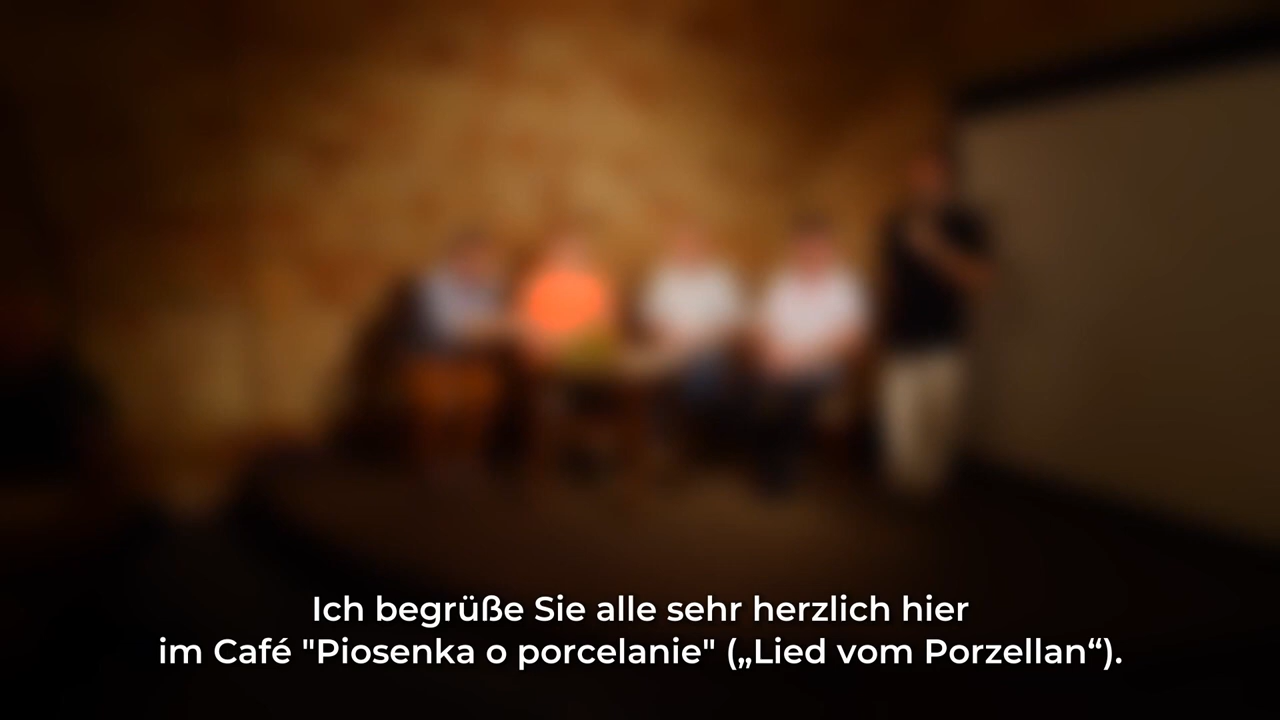 Ich begrüße Sie alle sehr herzlich hier
im Café "Piosenka o porcelanie" („Lied vom Porzellan“).